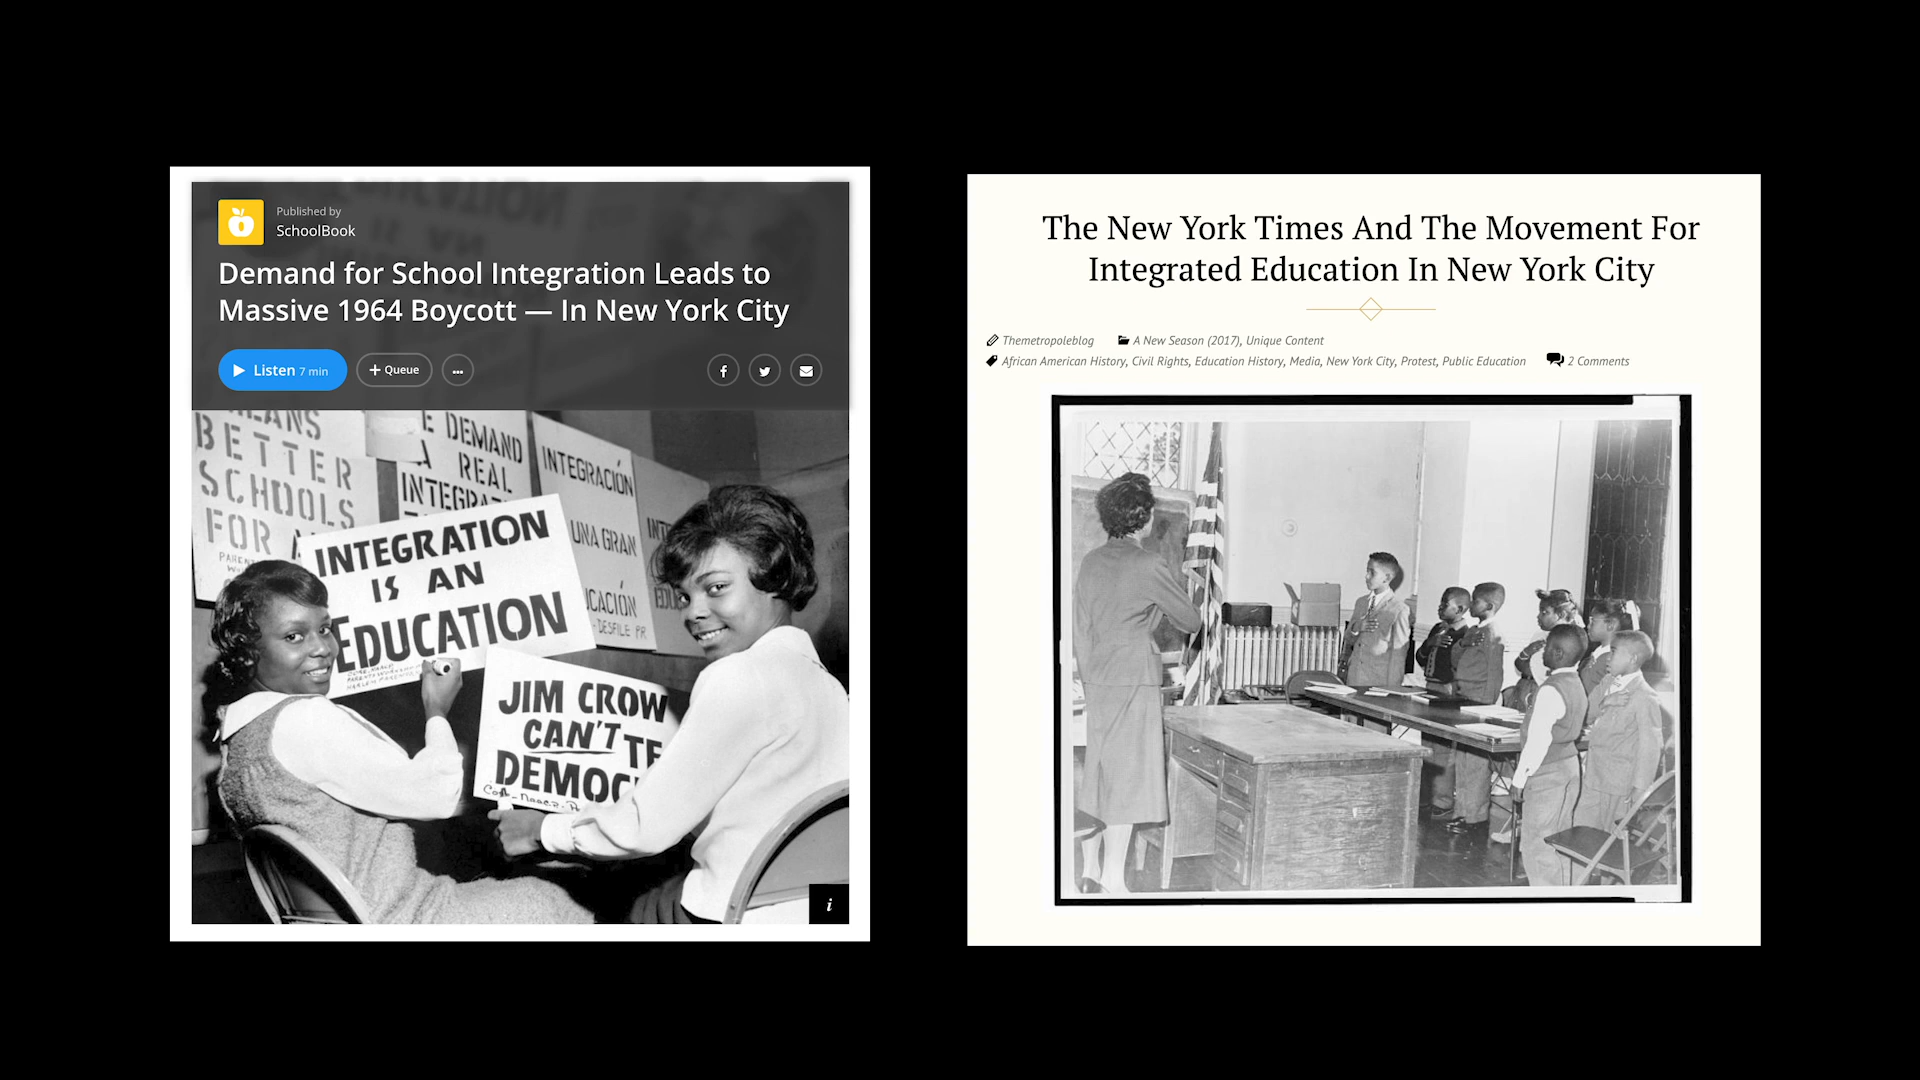 Published by
SchoolBook
Demand for School Integration Leads to
Massive 1964 Boycott — In New York City
Listen 7 min
+ Queue
...
BETTER
SCHOOLS
FOR
E DEMAND
A REAL
INTEGRACIÓN
UNA GRAN
INTEGRATION
IS AN
EDUCATION
JIM CROW
CAN'T TE
DEMOC
i
The New York Times And The Movement For
Integrated Education In New York City
Themetropoleblog A New Season (2017), Unique Content
African American History, Civil Rights, Education History, Media, New York City, Protest, Public Education 2 Comments